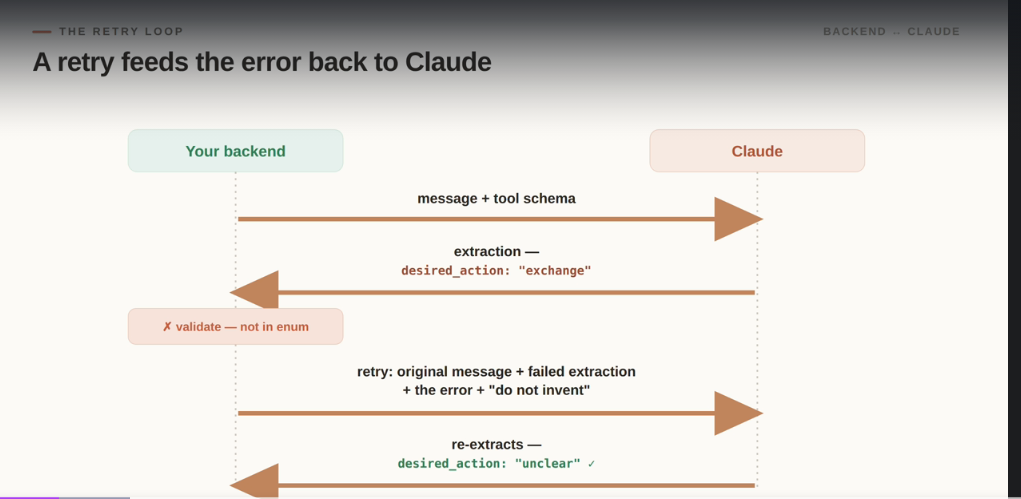 THE RETRY LOOP
BACKEND ↔ CLAUDE
A retry feeds the error back to Claude
Your backend
Claude
message + tool schema
extraction —
desired_action: "exchange"
✗ validate — not in enum
retry: original message + failed extraction
+ the error + "do not invent"
re-extracts —
desired_action: "unclear" ✓